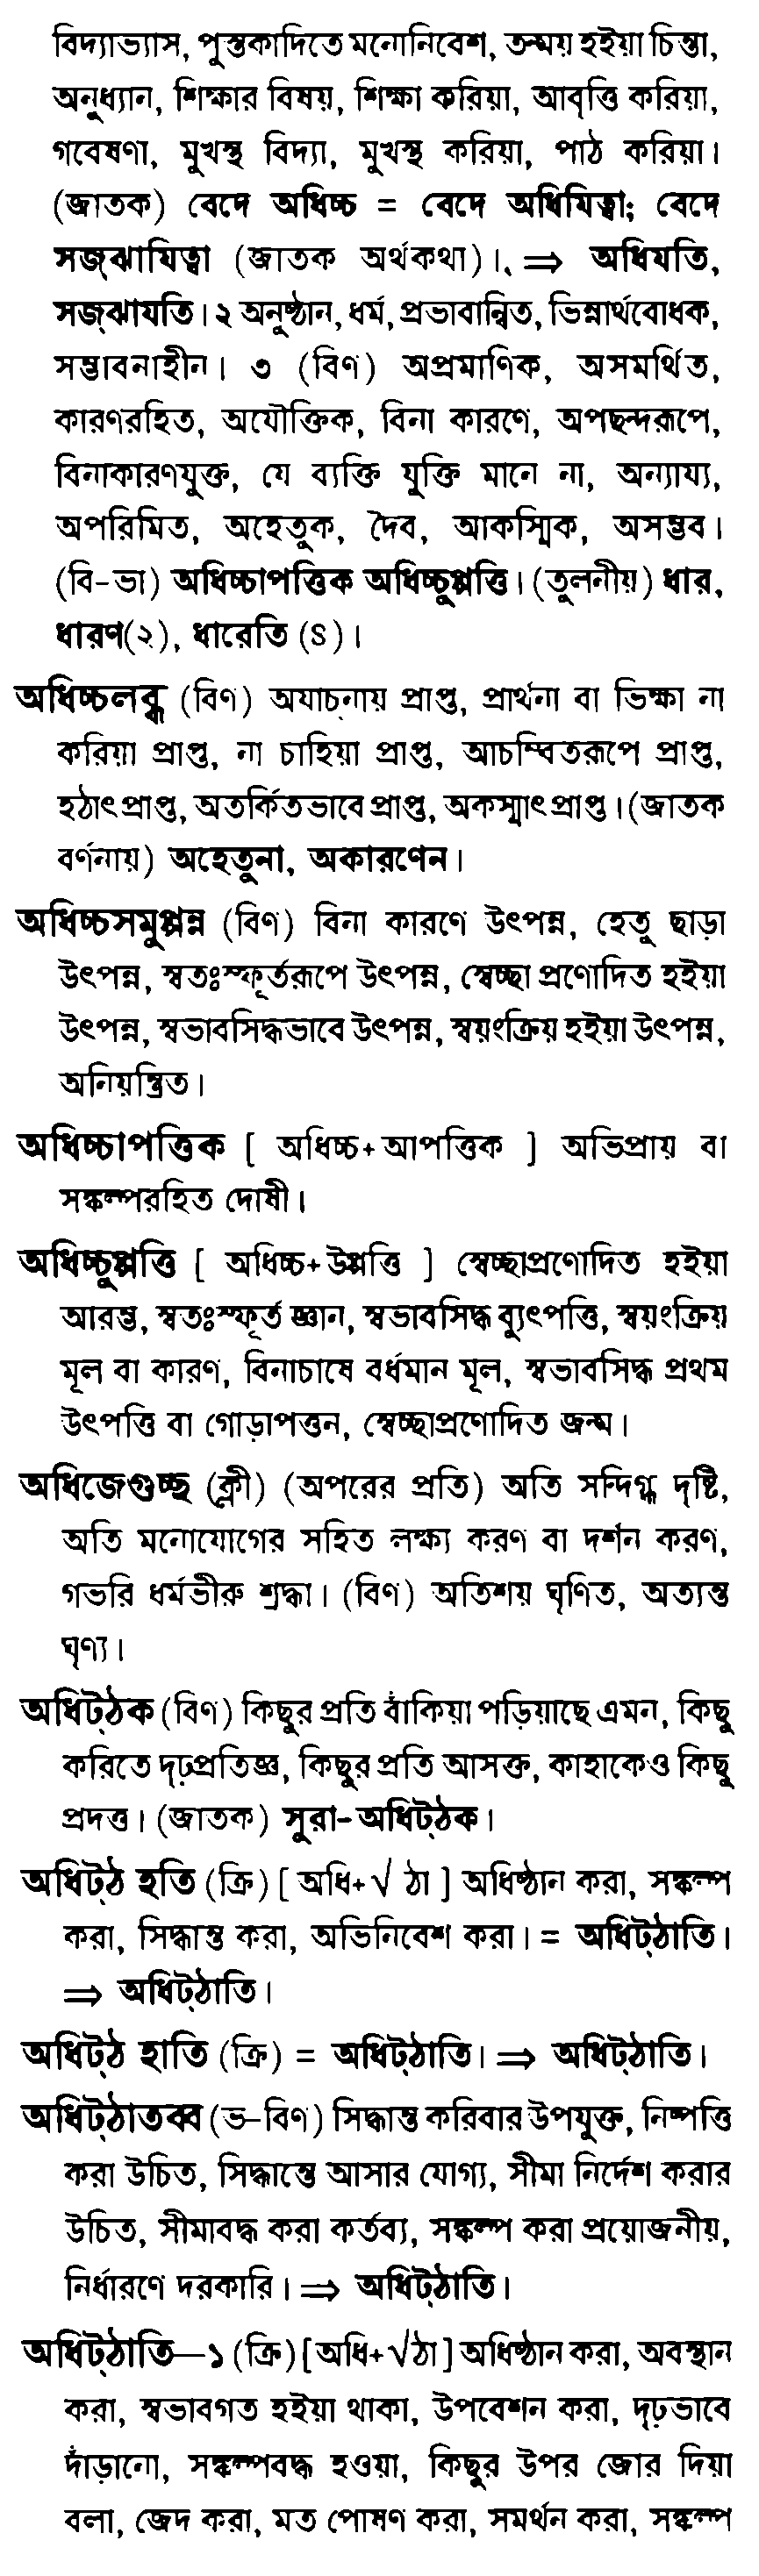 বিদ্যাভ্যাস, পুস্তকাদিতে মনোনিবেশ, তন্ময় হইয়া চিন্তা,
অনুধ্যান, শিক্ষার বিষয়, শিক্ষা করিয়া, আবৃত্তি করিয়া,
গবেষণা, মুখস্থ বিদ্যা, মুখস্থ করিয়া, পাঠ করিয়া।
(জাতক) বেদে অধিচ্চ = বেদে অধিমিত্বা; বেদে
সজ্ঝামিত্বা (জাতক অর্থকথা)।. ⇒ অধিযতি,
সজ্ঝাযতি। ২ অনুষ্ঠান, ধর্ম, প্রভাবান্বিত, ভিন্নার্থবোধক,
সম্ভাবনাহীন। ৩ (বিণ) অপ্রমাণিক, অসমর্থিত,
কারণরহিত, অযৌক্তিক, বিনা কারণে, অপছন্দরূপে,
বিনাকারণযুক্ত, যে ব্যক্তি যুক্তি মানে না, অন্যায্য,
অপরিমিত, অহেতুক, দৈব, আকস্মিক, অসম্ভব।
(বি-ভা) অধিচ্চাপত্তিক অধিচ্চুপ্পত্তি। (তুলনীয়) ধার,
ধারণ(২), ধারেতি (৪)।
অধিচ্চলব্ধ (বিণ) অযাচনায় প্রাপ্ত, প্রার্থনা বা ভিক্ষা না
করিয়া প্রাপ্ত, না চাহিয়া প্রাপ্ত, আচম্বিতরূপে প্রাপ্ত,
হঠাৎ প্রাপ্ত, অতর্কিতভাবে প্রাপ্ত, অকস্মাৎ প্রাপ্ত। (জাতক
বর্ণনায়) অহেতুনা, অকারণেন।
অধিচ্চসমুপ্পন্ন (বিণ) বিনা কারণে উৎপন্ন, হেতু ছাড়া
উৎপন্ন, স্বতঃস্ফূর্তরূপে উৎপন্ন, স্বেচ্ছা প্রণোদিত হইয়া
উৎপন্ন, স্বভাবসিদ্ধভাবে উৎপন্ন, স্বয়ংক্রিয় হইয়া উৎপন্ন,
অনিয়ন্ত্রিত।
অধিচ্চাপত্তিক [ অধিচ্চ+আপত্তিক ] অভিপ্রায় বা
সঙ্কল্পরহিত দোষী।
অধিচ্চুপ্পত্তি [ অধিচ্চ+উপ্পত্তি ] স্বেচ্ছাপ্রণোদিত হইয়া
আরম্ভ, স্বতঃস্ফূর্ত জ্ঞান, স্বভাবসিদ্ধ ব্যুৎপত্তি, স্বয়ংক্রিয়
মূল বা কারণ, বিনাচাষে বর্ধমান মূল, স্বভাবসিদ্ধ প্রথম
উৎপত্তি বা গোড়াপত্তন, স্বেচ্ছাপ্রণোদিত জন্ম।
অধিজেগুচ্ছ (ক্লী) (অপরের প্রতি) অতি সন্দিগ্ধ দৃষ্টি,
অতি মনোযোগের সহিত লক্ষ্য করণ বা দর্শন করণ,
গভরি ধর্মভীরু শ্রদ্ধা। (বিণ) অতিশয় ঘৃণিত, অত্যন্ত
ঘৃণ্য।
অধিট্ঠক (বিণ) কিছুর প্রতি বাঁকিয়া পড়িয়াছে এমন, কিছু
করিতে দৃঢ়প্রতিজ্ঞ, কিছুর প্রতি আসক্ত, কাহাকেও কিছু
প্রদত্ত। (জাতক) সুরা-অধিট্ঠক।
অধিট্ঠ হতি (ক্রি) [ অধি+√ ঠা ] অধিষ্ঠান করা, সঙ্কল্প
করা, সিদ্ধান্ত করা, অভিনিবেশ করা। = অধিট্ঠাতি।
⇒ অধিট্ঠাতি।
অধিট্ঠ হাতি (ক্রি) = অধিট্ঠাতি। ⇒ অধিট্ঠাতি।
অধিট্ঠাতব্ব (ভ-বিণ) সিদ্ধান্ত করিবার উপযুক্ত, নিষ্পত্তি
করা উচিত, সিদ্ধান্তে আসার যোগ্য, সীমা নির্দেশ করার
উচিত, সীমাবদ্ধ করা কর্তব্য, সঙ্কল্প করা প্রয়োজনীয়,
নির্ধারণে দরকারি। ⇒ অধিট্ঠাতি।
অধিট্ঠাতি—১ (ক্রি) [অধি+√ঠা] অধিষ্ঠান করা, অবস্থান
করা, স্বভাবগত হইয়া থাকা, উপবেশন করা, দৃঢ়ভাবে
দাঁড়ানো, সঙ্কল্পবদ্ধ হওয়া, কিছুর উপর জোর দিয়া
বলা, জেদ করা, মত পোষণ করা, সমর্থন করা, সঙ্কল্প